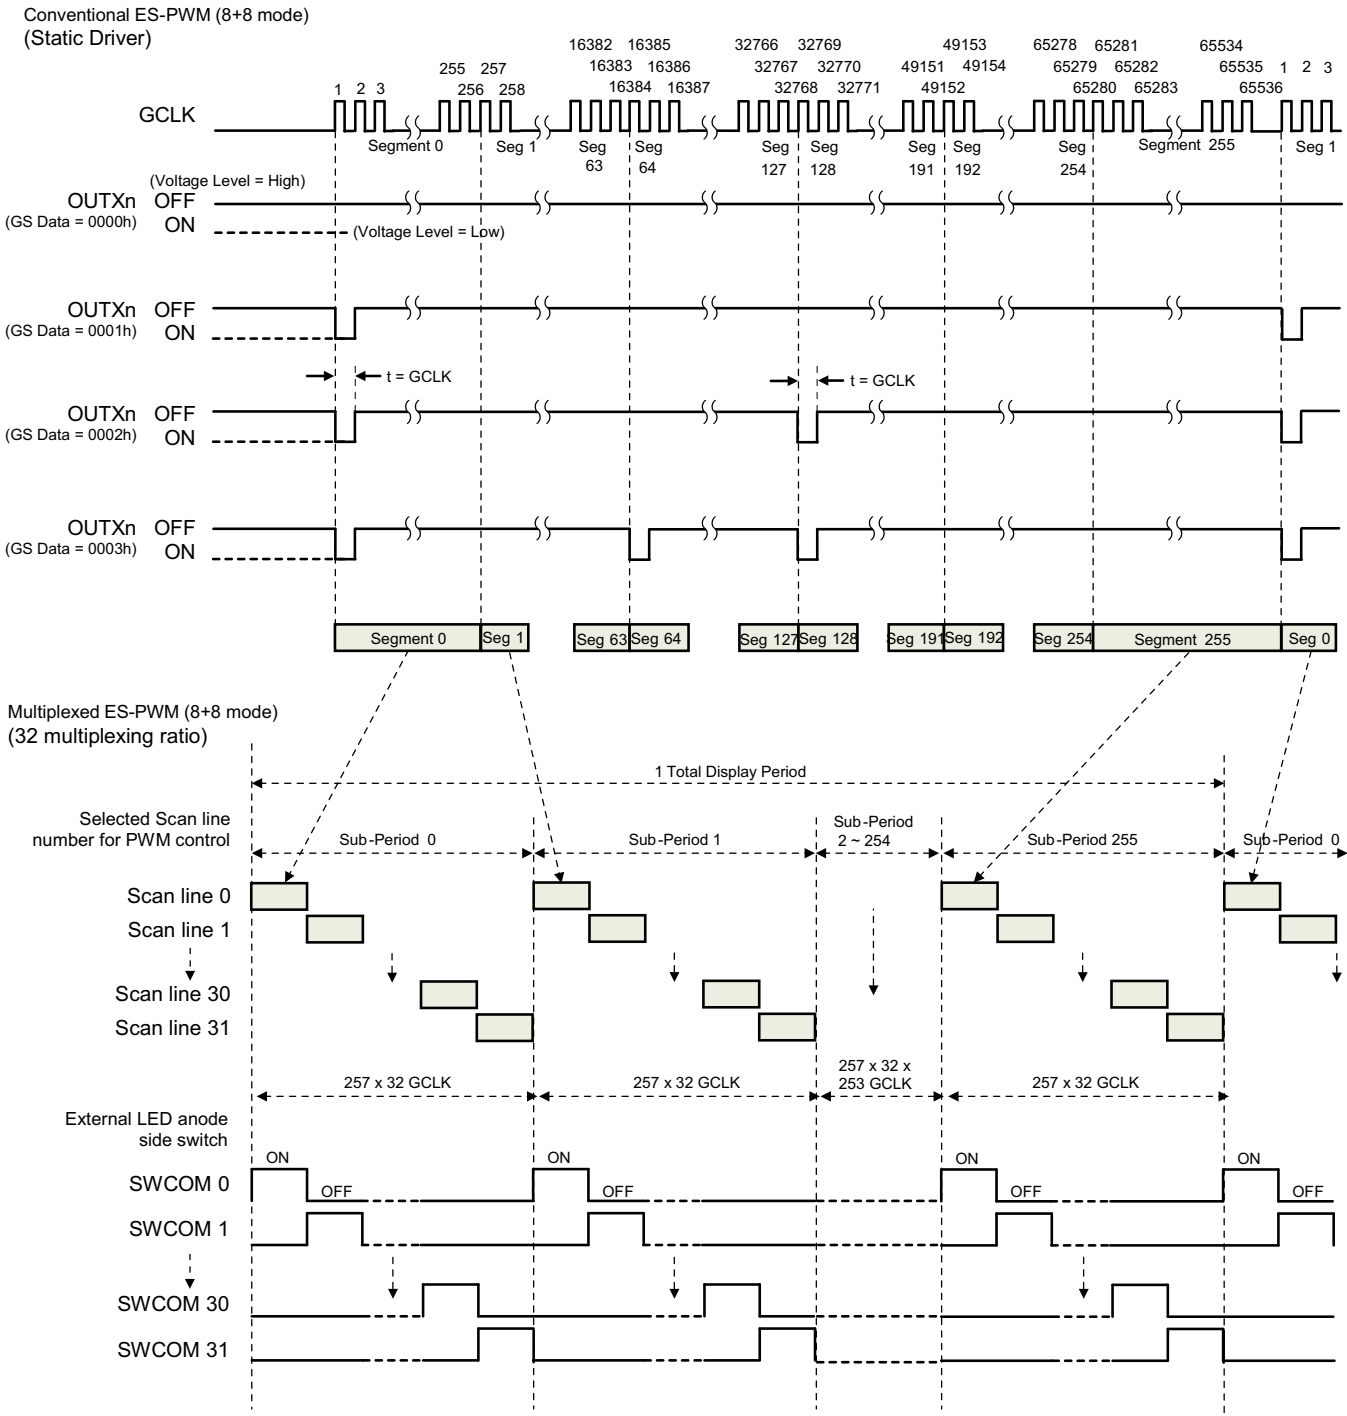 Conventional ES-PWM (8+8 mode)
(Static Driver)
16382 16385 32766 32769 49153 65278 65281 65534
255 257 16383 16386 32767 32770 49151 49154 65279 65282 65535
1 2 3 256 258 16384 16387 32768 32771 49152 65280 65283 65536 1 2 3
GCLK
Segment 0 Seg 1 Seg 63 Seg 64 Seg 127 Seg 128 Seg 191 Seg 192 Seg 254 Segment 255 Seg 1
(Voltage Level = High)
OUTXn OFF
(GS Data = 0000h) ON
(Voltage Level = Low)
OUTXn OFF
(GS Data = 0001h) ON
t = GCLK t = GCLK
OUTXn OFF
(GS Data = 0002h) ON
OUTXn OFF
(GS Data = 0003h) ON
Segment 0 Seg 1 Seg 63 Seg 64 Seg 127 Seg 128 Seg 191 Seg 192 Seg 254 Segment 255 Seg 0
Multiplexed ES-PWM (8+8 mode)
(32 multiplexing ratio)
1 Total Display Period
Selected Scan line
number for PWM control
Sub-Period 0 Sub-Period 1 Sub-Period
2 ~ 254
Sub-Period 255 Sub-Period 0
Scan line 0
Scan line 1
Scan line 30
Scan line 31
257 x 32 GCLK 257 x 32 GCLK 257 x 32 x
253 GCLK
257 x 32 GCLK
External LED anode
side switch
ON ON ON ON
SWCOM 0 OFF OFF OFF OFF
SWCOM 1
SWCOM 30
SWCOM 31